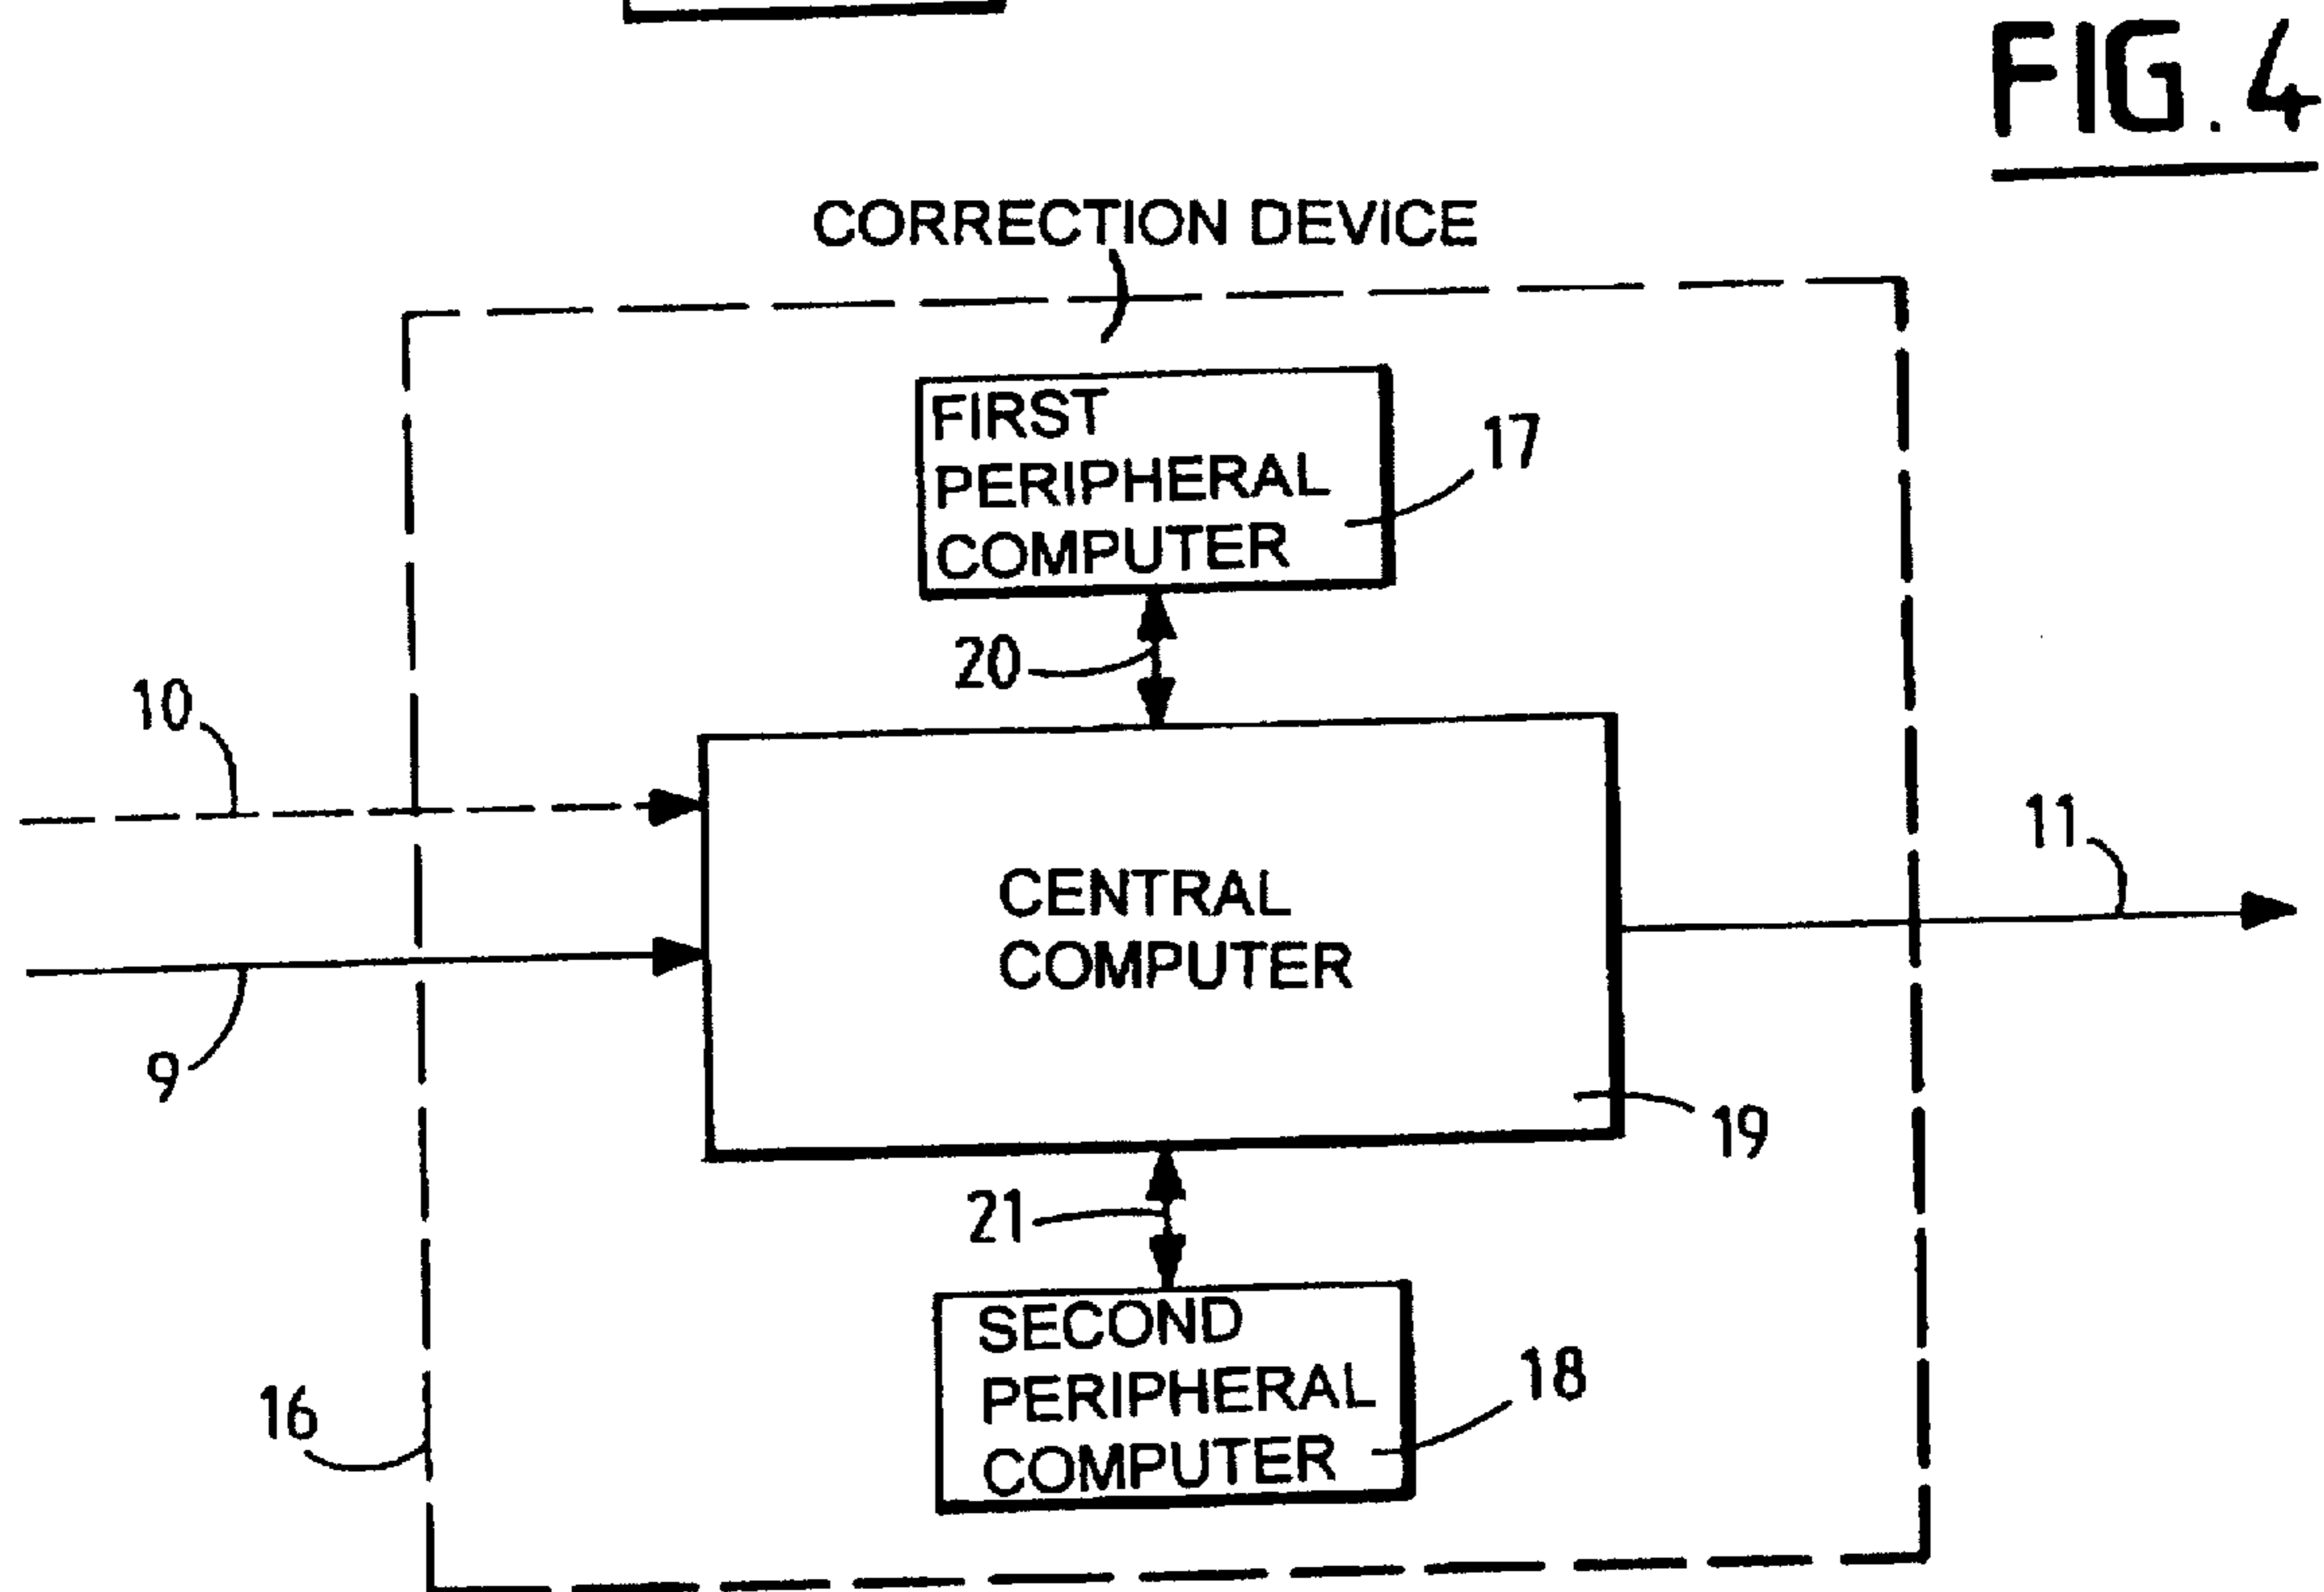 FIG.4
CORRECTION DEVICE
FIRST
PERIPHERAL
COMPUTER
17
20
10
11
CENTRAL
COMPUTER
9
19
21
SECOND
PERIPHERAL
COMPUTER
18
16